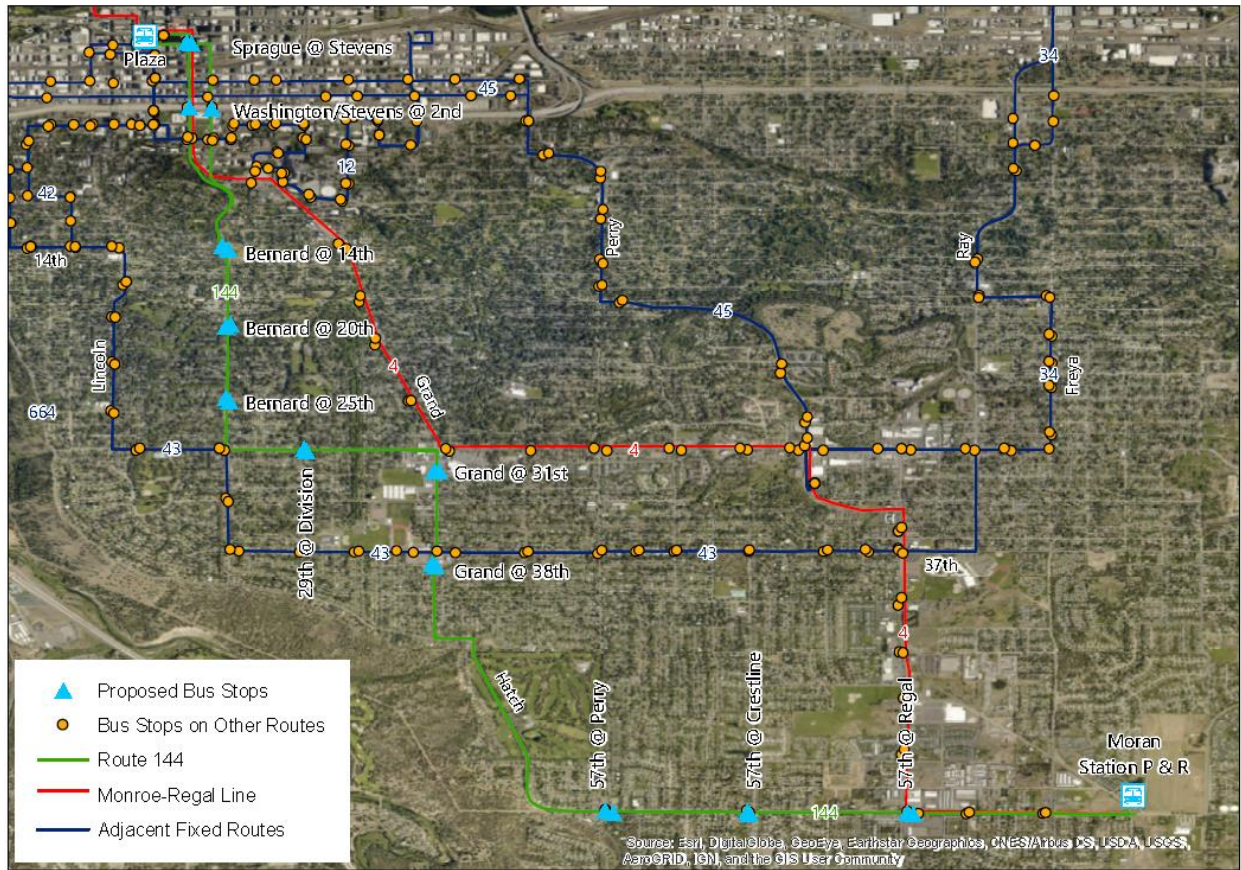 34
Sprague @ Stevens
Plaza
45
Washington/Stevens @ 2nd
12
42
Perry
Ray
14th
Bernard @ 14th
144
45
Bernard @ 20th
Lincoln
4
Grand
34
Freya
664
Bernard @ 25th
43
4
Grand @ 31st
29th @ Division
43
43
37th
Grand @ 38th
4
Hatch
57th @ Perry
57th @ Crestline
57th @ Regal
Moran
Station P & R
144
Proposed Bus Stops
Bus Stops on Other Routes
Route 144
Monroe-Regal Line
Adjacent Fixed Routes
Source: Esri, DigitalGlobe, GeoEye, Earthstar Geographics, CNES/Airbus DS, USDA, USGS,
AeroGRID, IGN, and the GIS User Community